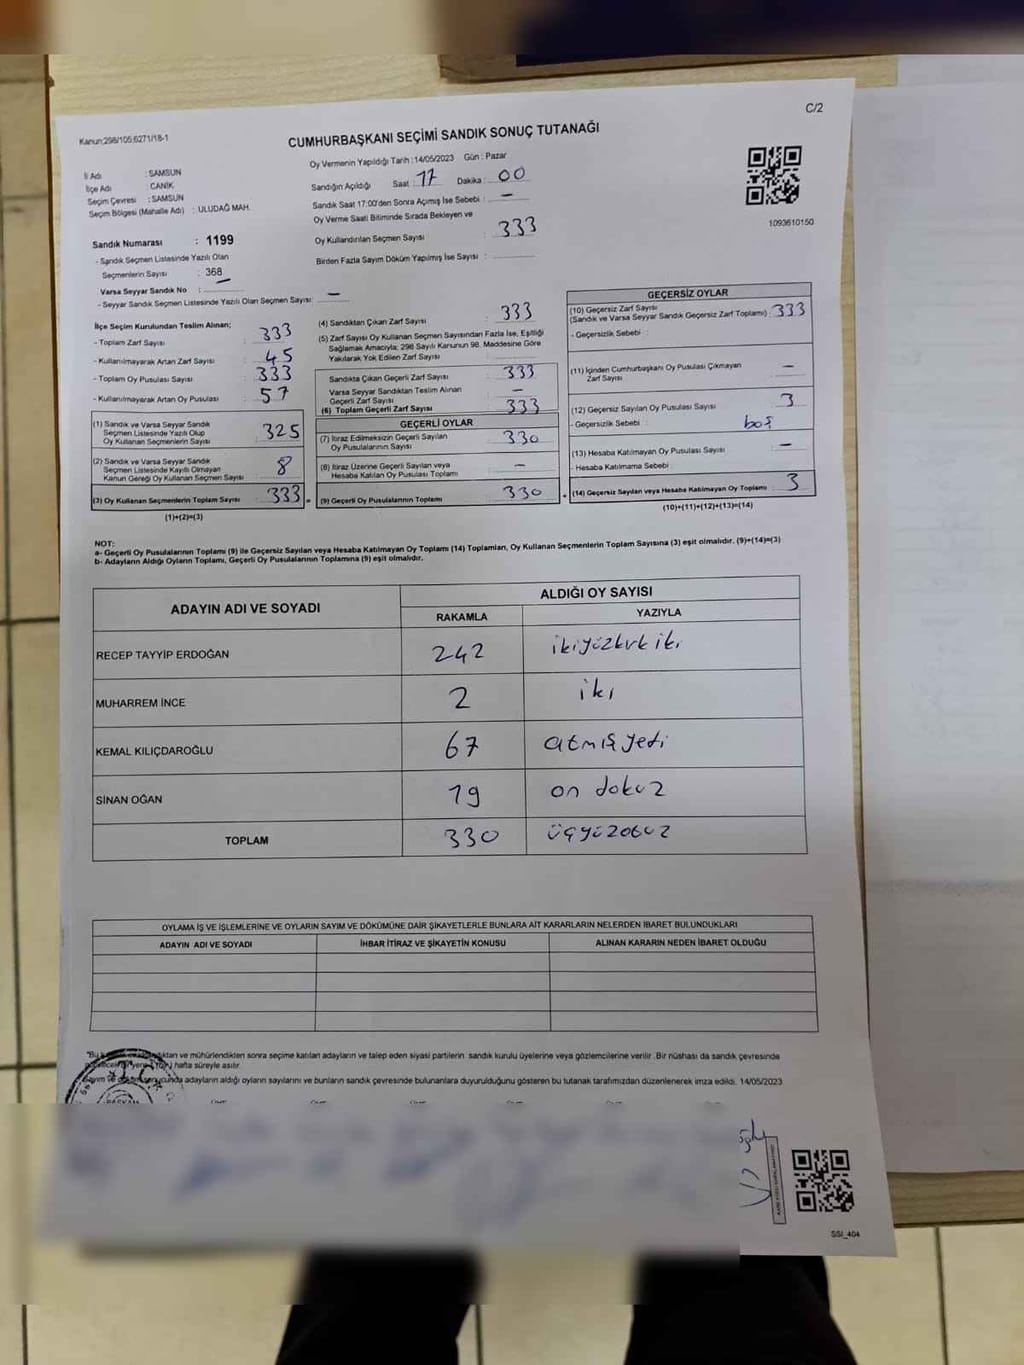 C/2
Kanun:298/105;6271/18-1
CUMHURBAŞKANI SEÇİMİ SANDIK SONUÇ TUTANAĞI
İl Adı : SAMSUN
İlçe Adı : CANİK
Seçim Çevresi : SAMSUN
Seçim Bölgesi (Mahalle Adı) : ULUDAĞ MAH.
Oy Vermenin Yapıldığı Tarih :14/05/2023 Gün : Pazar
Sandığın Açıldığı Saat : 17 Dakika : 00
Sandık Saat 17:00'den Sonra Açımış İse Sebebi : —
Oy Verme Saati Bitiminde Sırada Bekleyen ve
Oy Kullandırılan Seçmen Sayısı : 333
Birden Fazla Sayım Döküm Yapılmış İse Sayısı :
1093610150
Sandık Numarası : 1199
- Sandık Seçmen Listesinde Yazılı Olan
Seçmenlerin Sayısı : 368
Varsa Seyyar Sandık No : —
- Seyyar Sandık Seçmen Listesinde Yazılı Olan Seçmen Sayısı: —
İlçe Seçim Kurulundan Teslim Alınan;
- Toplam Zarf Sayısı : 333
- Kullanılmayarak Artan Zarf Sayısı : 45
- Toplam Oy Pusulası Sayısı : 333
- Kullanılmayarak Artan Oy Pusulası : 57
(1) Sandık ve Varsa Seyyar Sandık
Seçmen Listesinde Yazılı Olup
Oy Kullanan Seçmenlerin Sayısı : 325
(2) Sandık ve Varsa Seyyar Sandık
Seçmen Listesinde Kayıtlı Olmayan
Kanun Gereği Oy Kullanan Seçmen Sayısı : 8
(3) Oy Kullanan Seçmenlerin Toplam Sayısı : 333
(1)+(2)=(3)
(4) Sandıktan Çıkan Zarf Sayısı : 333
(5) Zarf Sayısı Oy Kullanan Seçmen Sayısından Fazla İse, Eşitliği
Sağlamak Amacıyla; 298 Sayılı Kanunun 98. Maddesine Göre
Yakılarak Yok Edilen Zarf Sayısı :
Sandıkta Çıkan Geçerli Zarf Sayısı : 333
Varsa Seyyar Sandıktan Teslim Alınan
Geçerli Zarf Sayısı : —
(6) Toplam Geçerli Zarf Sayısı : 333
GEÇERLİ OYLAR
(7) İtiraz Edilmeksizin Geçerli Sayılan
Oy Pusulalarının Sayısı : 330
(8) İtiraz Üzerine Geçerli Sayılan veya
Hesaba Katılan Oy Pusulası Toplamı : —
(9) Geçerli Oy Pusulalarının Toplamı : 330
GEÇERSİZ OYLAR
(10) Geçersiz Zarf Sayısı
(Sandık ve Varsa Seyyar Sandık Geçersiz Zarf Toplamı) : 333
- Geçersizlik Sebebi :
(11) İçinden Cumhurbaşkanı Oy Pusulası Çıkmayan
Zarf Sayısı : —
(12) Geçersiz Sayılan Oy Pusulası Sayısı : 3
- Geçersizlik Sebebi : boş
(13) Hesaba Katılmayan Oy Pusulası Sayısı : —
- Hesaba Katılmama Sebebi :
(14) Geçersiz Sayılan veya Hesaba Katılmayan Oy Toplamı : 3
(10)+(11)+(12)+(13)=(14)
NOT:
a- Geçerli Oy Pusulalarının Toplamı (9) ile Geçersiz Sayılan veya Hesaba Katılmayan Oy Toplamı (14) Toplamları, Oy Kullanan Seçmenlerin Toplam Sayısına (3) eşit olmalıdır. (9)+(14)=(3)
b- Adayların Aldığı Oyların Toplamı, Geçerli Oy Pusulalarının Toplamına (9) eşit olmalıdır.
ADAYIN ADI VE SOYADI ALDIĞI OY SAYISI
RAKAMLA YAZIYLA
RECEP TAYYİP ERDOĞAN 242 ikiyüzkırk iki
MUHARREM İNCE 2 iki
KEMAL KILIÇDAROĞLU 67 atmış yedi
SİNAN OĞAN 19 on dokuz
TOPLAM 330 üçyüzotuz
OYLAMA İŞ VE İŞLEMLERİNE VE OYLARIN SAYIM VE DÖKÜMÜNE DAİR ŞİKAYETLERLE BUNLARA AİT KARARLARIN NELERDEN İBARET BULUNDUKLARI
ADAYIN ADI VE SOYADI İHBAR İTİRAZ VE ŞİKAYETİN KONUSU ALINAN KARARIN NEDEN İBARET OLDUĞU
"Bu ve mühürlendikten sonra seçime katılan adayların ve talep eden siyasi partilerin sandık kurulu üyelerine veya gözlemcilerine verilir. Bir nüshası da sandık çevresinde
hafta süreyle asılır.
adayların aldığı oyların sayılarını ve bunların sandık çevresinde bulunanlara duyurulduğunu gösteren bu tutanak tarafımızdan düzenlenerek imza edildi. 14/05/2023
SSI_404